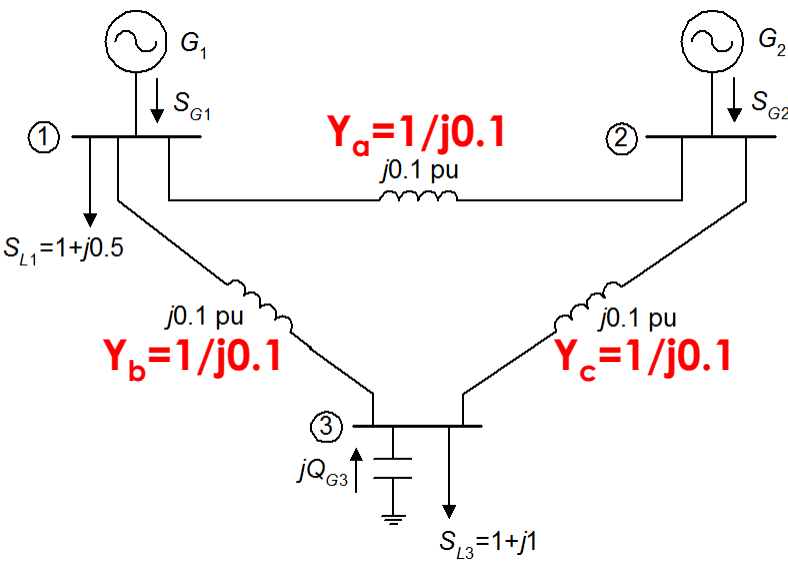 G1
G2
SG1
SG2
1
2
Ya=1/j0.1
j0.1 pu
SL1=1+j0.5
j0.1 pu
j0.1 pu
Yb=1/j0.1
Yc=1/j0.1
3
jQG3
SL3=1+j1